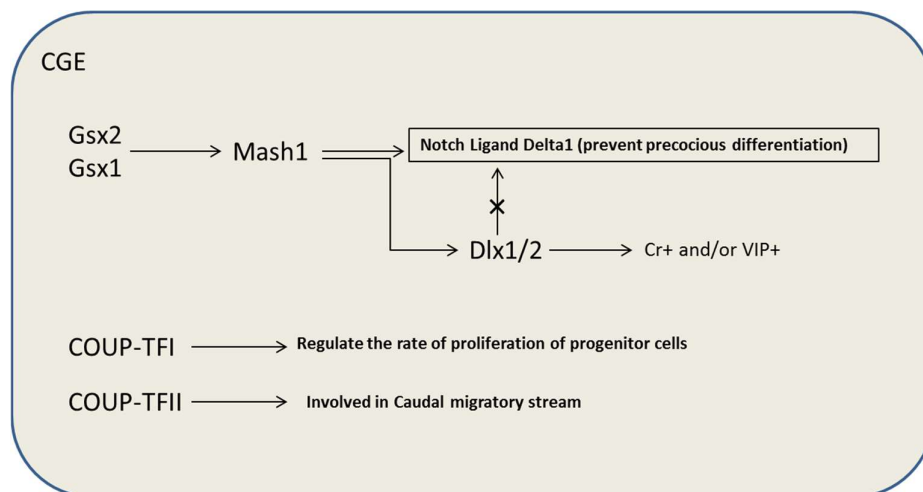 CGE
Gsx2
Gsx1
Mash1
Notch Ligand Delta1 (prevent precocious differentiation)
Dlx1/2
Cr+ and/or VIP+
COUP-TFI
Regulate the rate of proliferation of progenitor cells
COUP-TFII
Involved in Caudal migratory stream